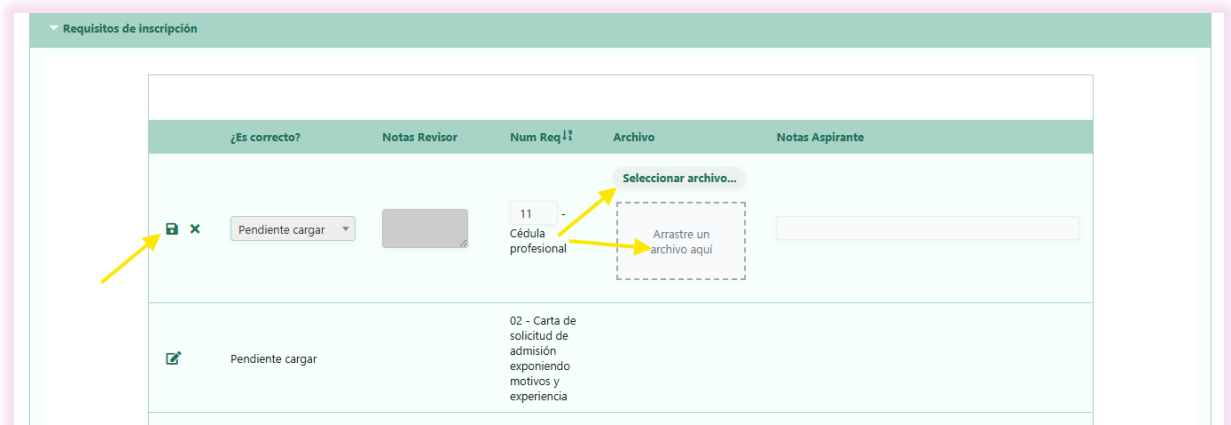 Requisitos de inscripción
¿Es correcto? Notas Revisor Num Req Archivo Notas Aspirante
Seleccionar archivo...
Pendiente cargar
11 -
Cédula
profesional
Arrastre un
archivo aquí
02 - Carta de
solicitud de
admisión
exponiendo
motivos y
experiencia
Pendiente cargar